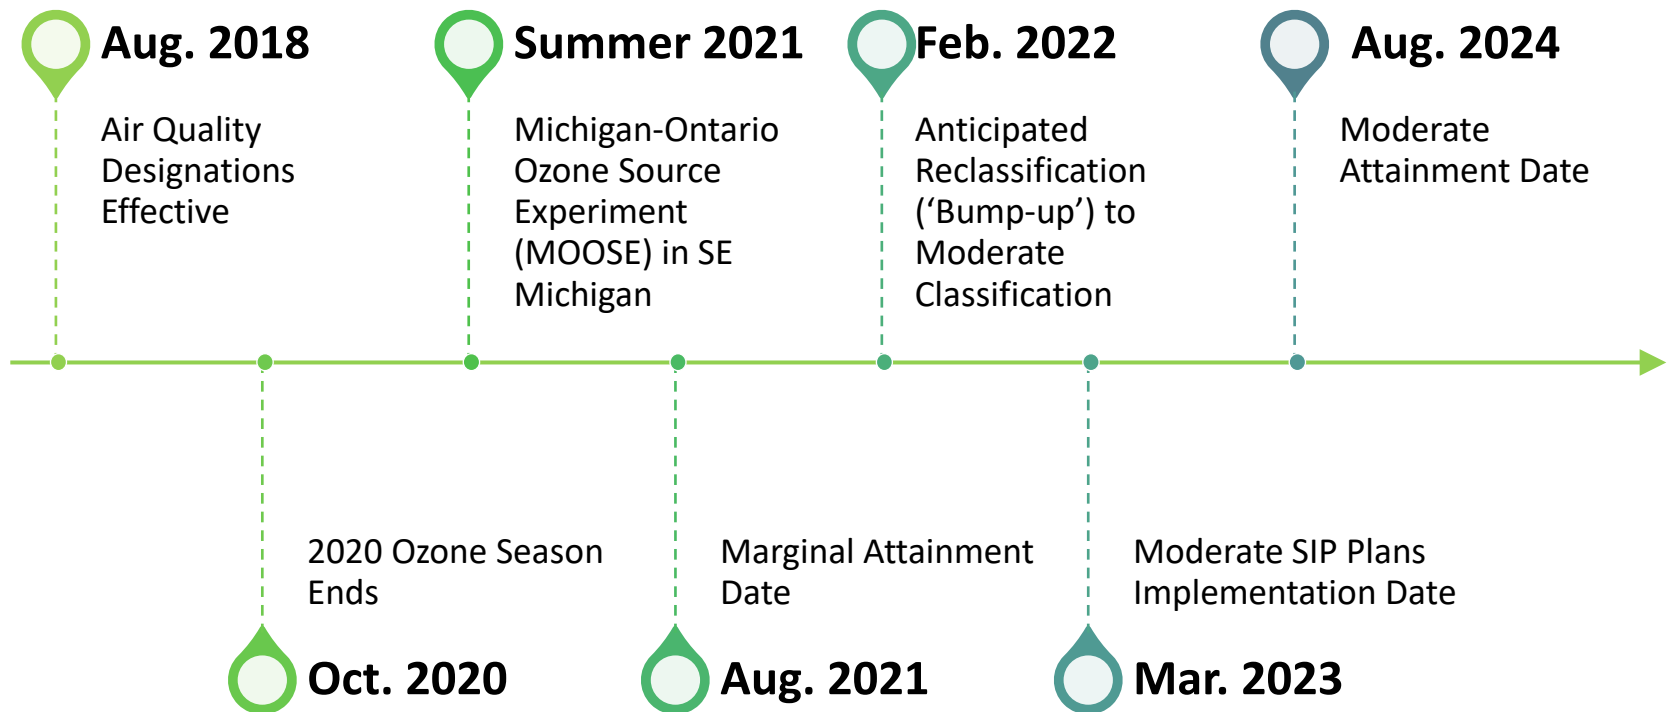 Aug. 2018
Air Quality
Designations
Effective
Summer 2021
Michigan-Ontario
Ozone Source
Experiment
(MOOSE) in SE
Michigan
Feb. 2022
Anticipated
Reclassification
(‘Bump-up’) to
Moderate
Classification
Aug. 2024
Moderate
Attainment Date
2020 Ozone Season
Ends
Oct. 2020
Marginal Attainment
Date
Aug. 2021
Moderate SIP Plans
Implementation Date
Mar. 2023